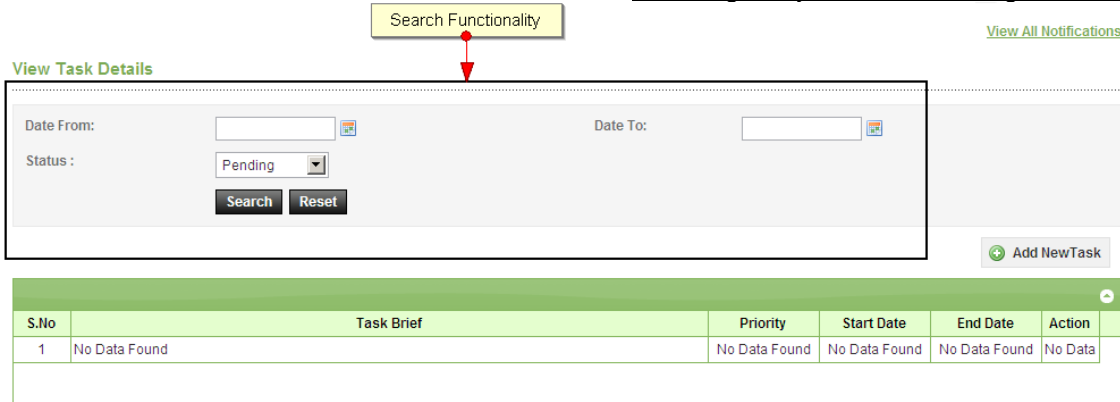 Search Functionality
View All Notifications
View Task Details
Date From: Date To:
Status : Pending
Search Reset
Add NewTask
S.No Task Brief Priority Start Date End Date Action
1 No Data Found No Data Found No Data Found No Data Found No Data